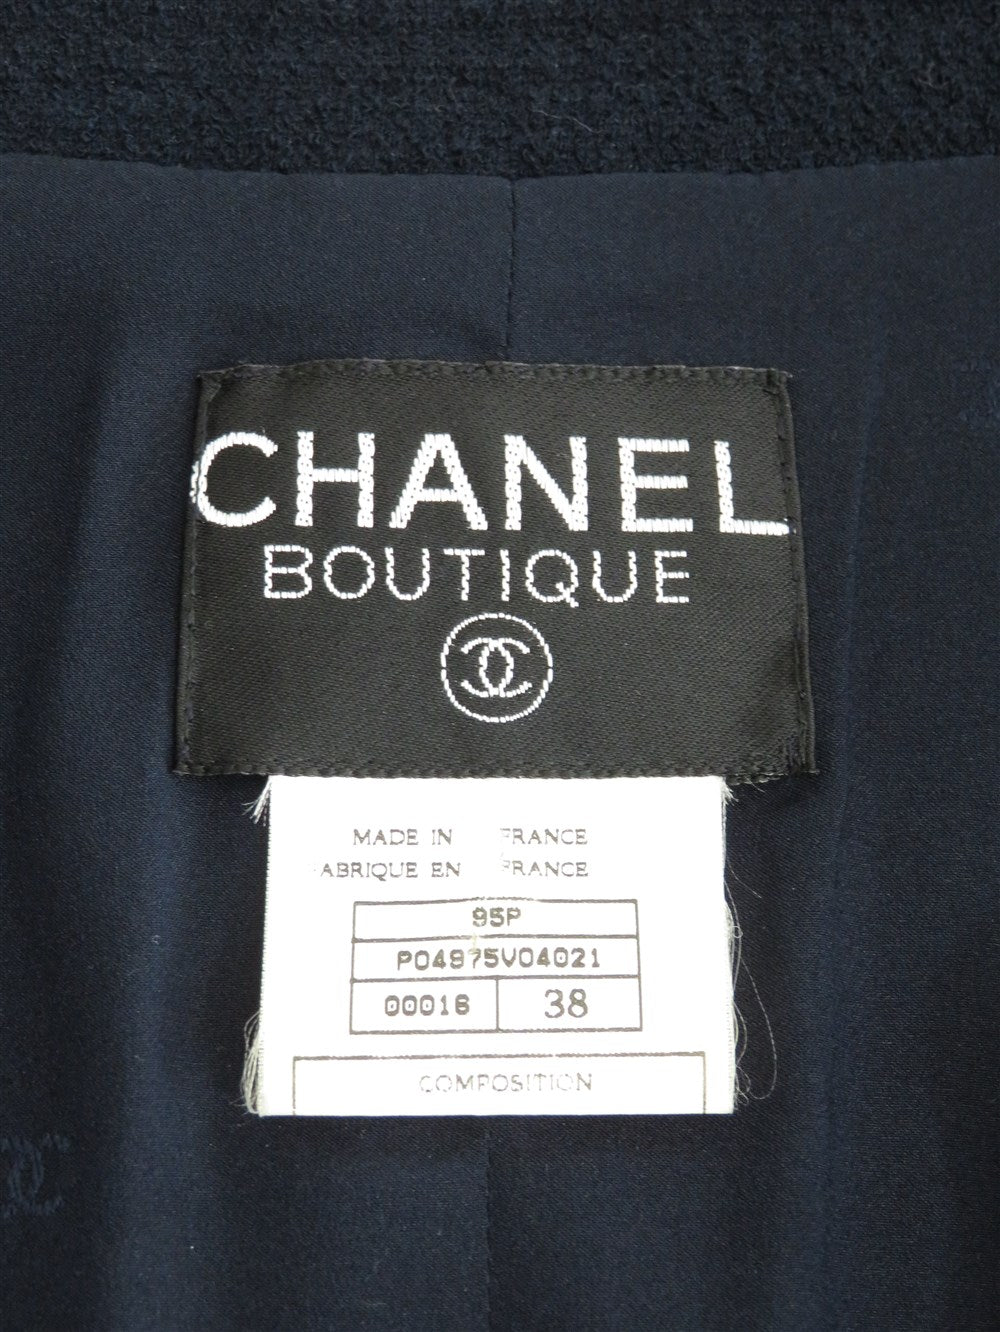 CHANEL
BOUTIQUE
MADE IN FRANCE
FABRIQUE EN FRANCE
95P
P04975V04021
00016 38
COMPOSITION